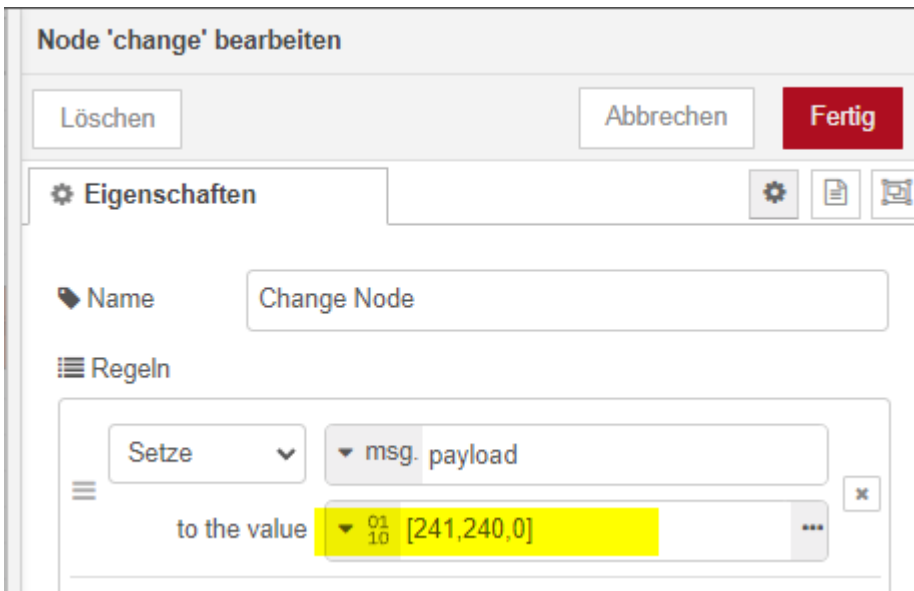 Node 'change' bearbeiten
Löschen Abbrechen Fertig
Eigenschaften
Name Change Node
Regeln
Setze msg. payload
to the value 01 10 [241,240,0] •••